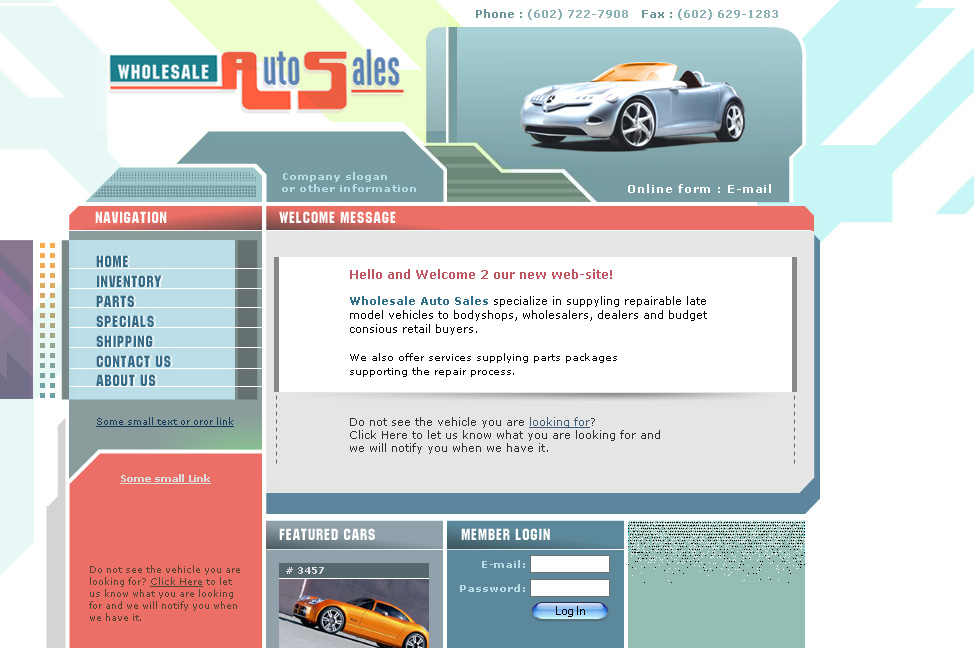 Phone : (602) 722-7908 Fax : (602) 629-1283
WHOLESALE Auto Sales
Company slogan
or other information
Online form : E-mail
NAVIGATION
WELCOME MESSAGE
HOME
INVENTORY
PARTS
SPECIALS
SHIPPING
CONTACT US
ABOUT US
Some small text or oror link
Hello and Welcome 2 our new web-site!
Wholesale Auto Sales specialize in suppyling repairable late
model vehicles to bodyshops, wholesalers, dealers and budget
consious retail buyers.
We also offer services supplying parts packages
supporting the repair process.
Do not see the vehicle you are looking for?
Click Here to let us know what you are looking for and
we will notify you when we have it.
Some small Link
Do not see the vehicle you are
looking for? Click Here to let
us know what you are looking
for and we will notify you when
we have it.
FEATURED CARS
# 3457
MEMBER LOGIN
E-mail:
Password:
Log In